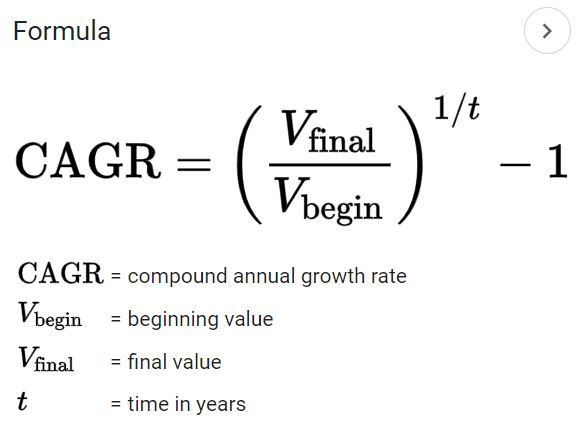 Formula
CAGR = ( V_final / V_begin )^1/t − 1
CAGR = compound annual growth rate
V_begin = beginning value
V_final = final value
t = time in years